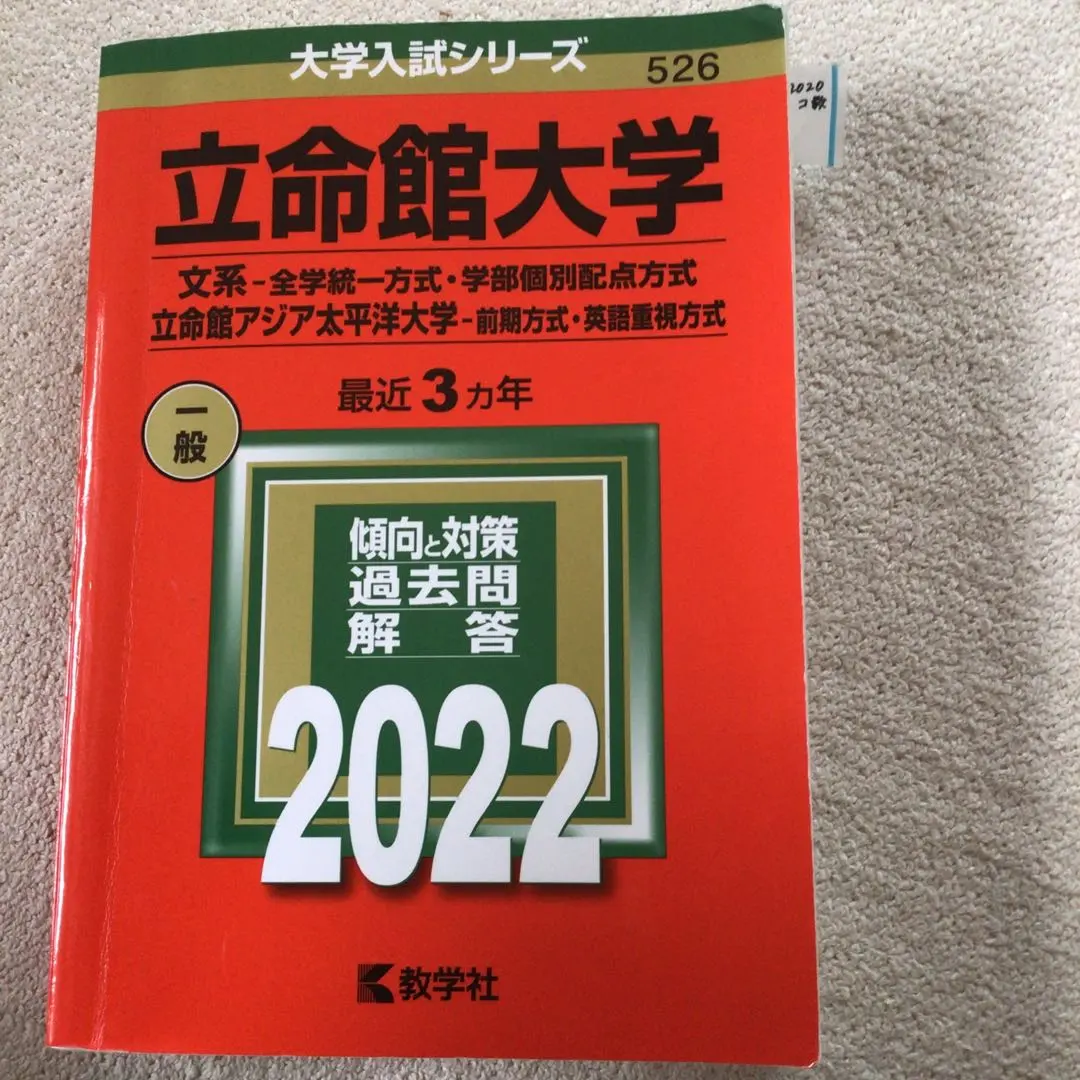 大学入試シリーズ
526
2020
コ数
立命館大学
文系-全学統一方式・学部個別配点方式
立命館アジア太平洋大学-前期方式・英語重視方式
最近3カ年
一般
傾向と対策
過去問
解答
2022
教学社